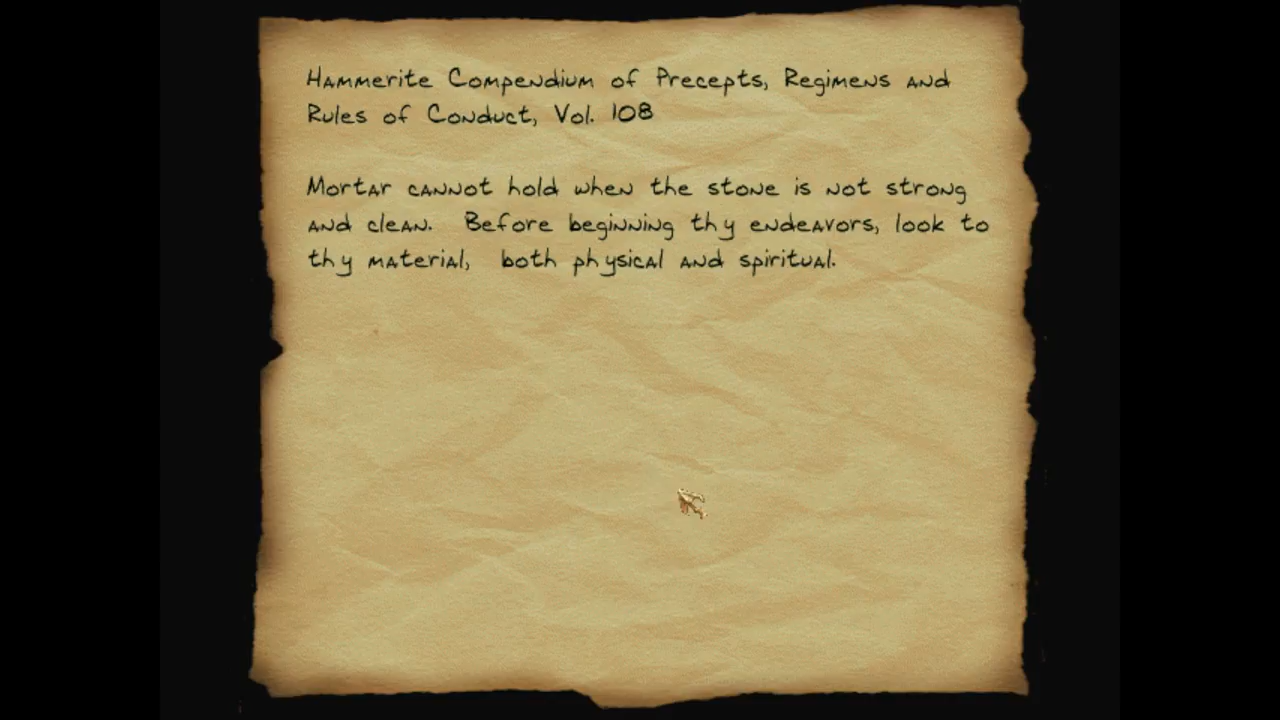 Hammerite Compendium of Precepts, Regimens and
Rules of Conduct, Vol. 108
Mortar cannot hold when the stone is not strong
and clean.  Before beginning thy endeavors, look to
thy material,  both physical and spiritual.